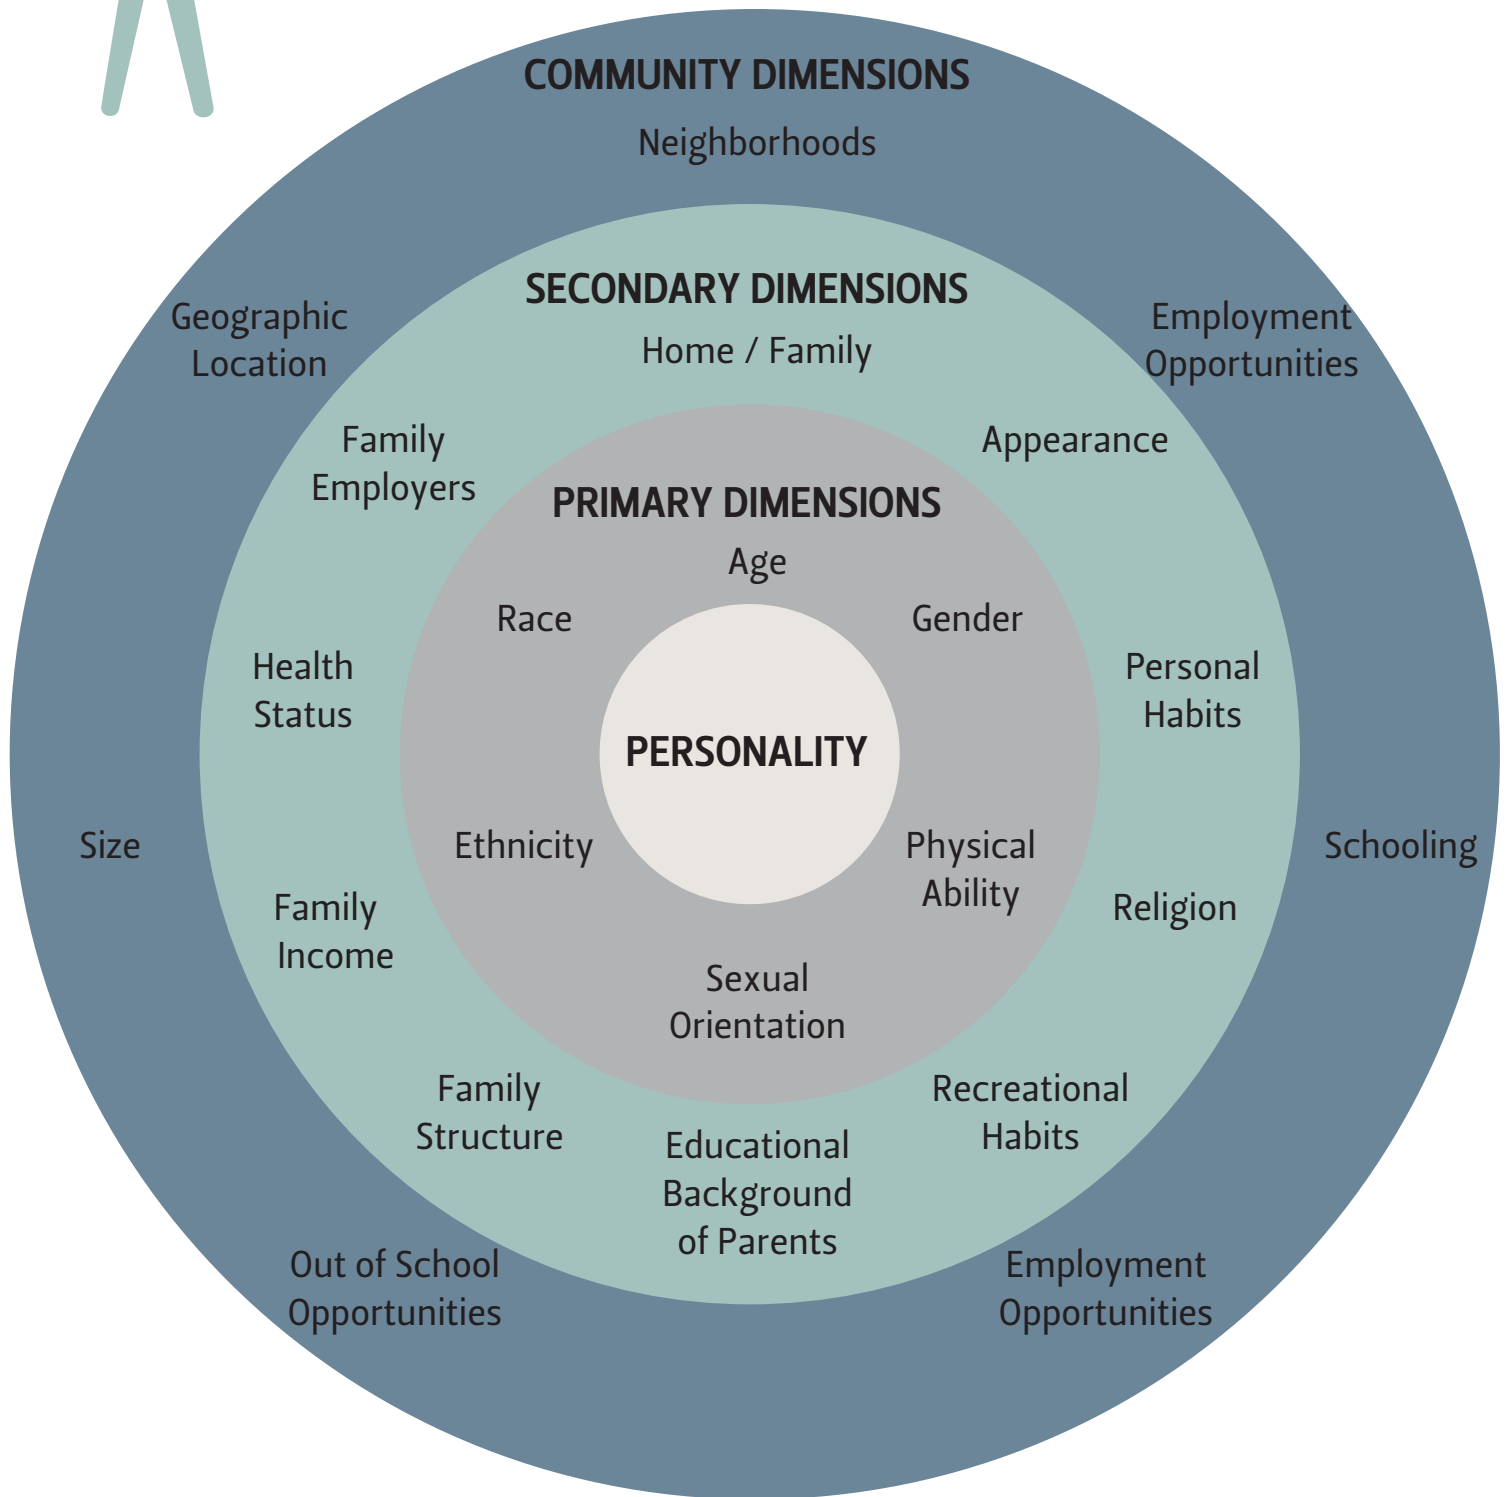 COMMUNITY DIMENSIONS
Neighborhoods
Geographic
Location
Employment
Opportunities
Size
Schooling
Out of School
Opportunities
Employment
Opportunities
SECONDARY DIMENSIONS
Home / Family
Family
Employers
Appearance
Health
Status
Personal
Habits
Family
Income
Religion
Family
Structure
Recreational
Habits
Educational
Background
of Parents
PRIMARY DIMENSIONS
Age
Race
Gender
Ethnicity
Physical
Ability
Sexual
Orientation
PERSONALITY